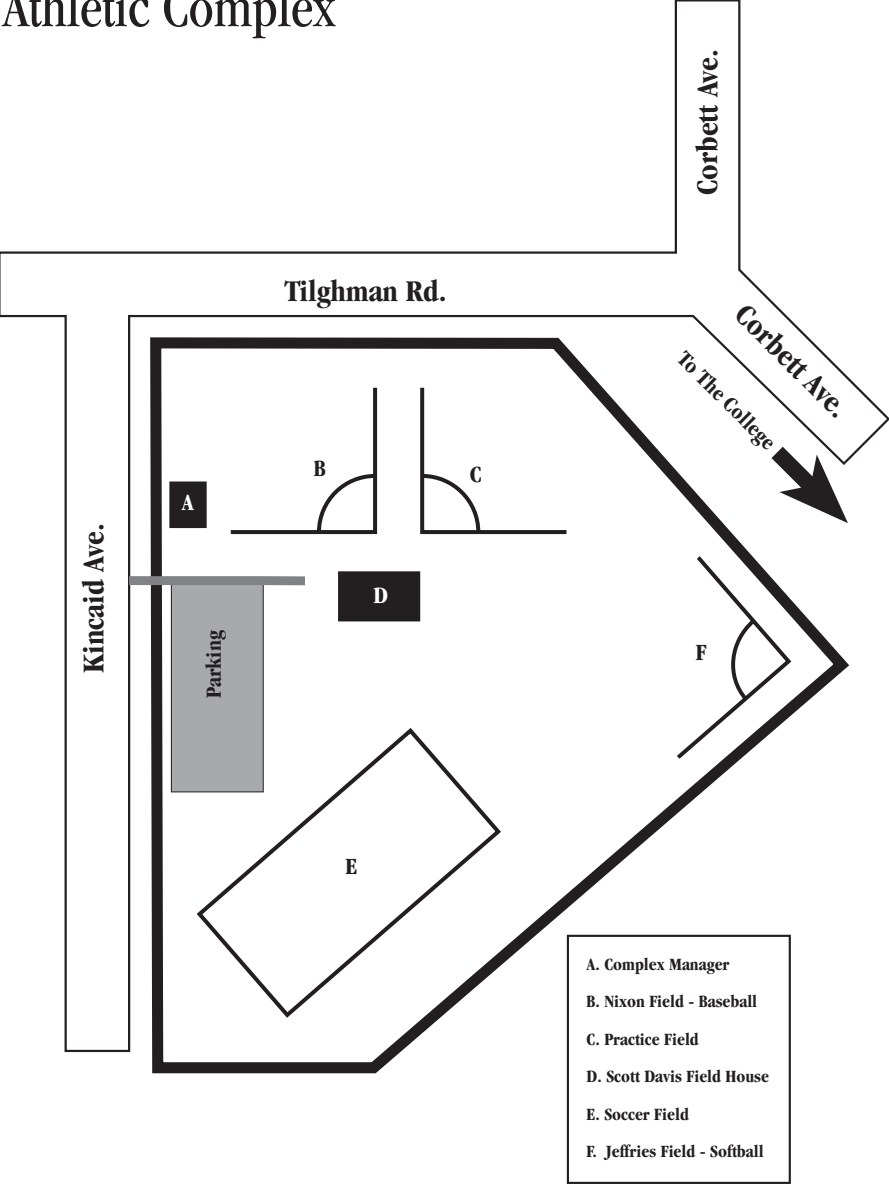 Athletic Complex
Corbett Ave.
Tilghman Rd.
Corbett Ave.
To The College
B
C
A
Kincaid Ave.
D
Parking
F
E
A. Complex Manager
B. Nixon Field - Baseball
C. Practice Field
D. Scott Davis Field House
E. Soccer Field
F. Jeffries Field - Softball